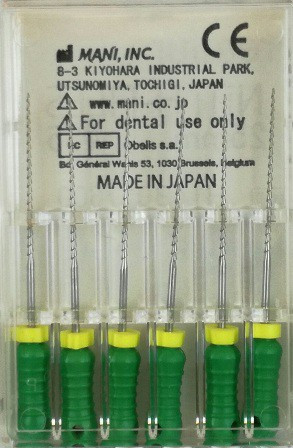 MANI, INC.
CE
8-3 KIYOHARA INDUSTRIAL PARK,
UTSUNOMIYA, TOCHIGI, JAPAN
www.mani.co.jp
For dental use only
EC REP Obelis s.a.
Bd. Général Wahis 53, 1030 Brussels, Belgium
MADE IN JAPAN